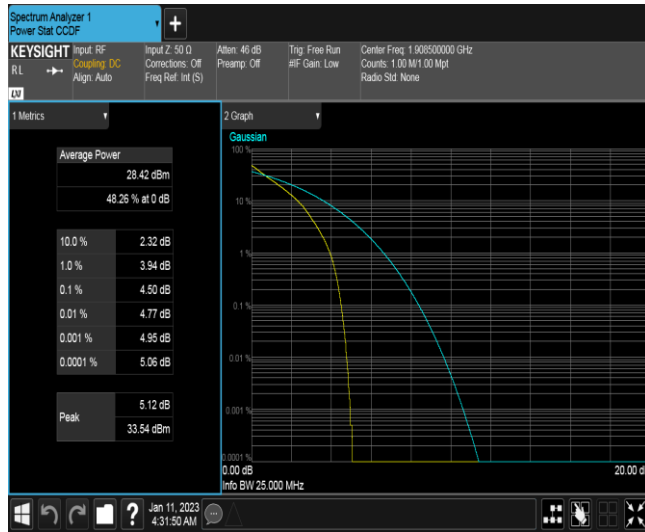 Spectrum Analyzer 1
Power Stat CCDF
+
KEYSIGHT
RL
LXI
Input: RF
Coupling: DC
Align: Auto
Input Z: 50 Ω
Corrections: Off
Freq Ref: Int (S)
Atten: 46 dB
Preamp: Off
Trig: Free Run
#IF Gain: Low
Center Freq: 1.908500000 GHz
Counts: 1.00 M/1.00 Mpt
Radio Std: None
1 Metrics
Average Power
28.42 dBm
48.26 % at 0 dB
10.0 % 2.32 dB
1.0 % 3.94 dB
0.1 % 4.50 dB
0.01 % 4.77 dB
0.001 % 4.95 dB
0.0001 % 5.06 dB
Peak
5.12 dB
33.54 dBm
2 Graph
Gaussian
100 %
10 %
1 %
0.1 %
0.01 %
0.001 %
0.0001 %
0.00 dB 20.00 d
Info BW 25.000 MHz
?
Jan 11, 2023
4:31:50 AM